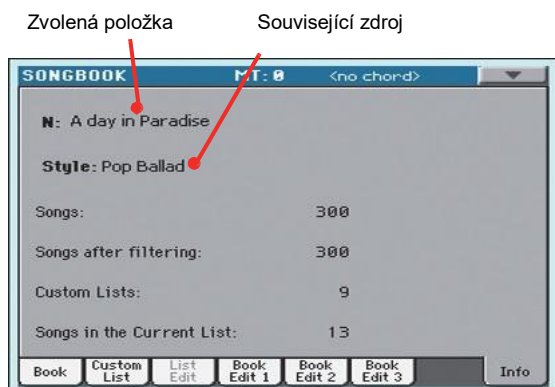 Zvolená položka Související zdroj
SONGBOOK MT: 0 <no chord>
N: A day in Paradise
Style: Pop Ballad
Songs: 300
Songs after filtering: 300
Custom Lists: 9
Songs in the Current List: 13
Book Custom List List Edit Book Edit 1 Book Edit 2 Book Edit 3 Info